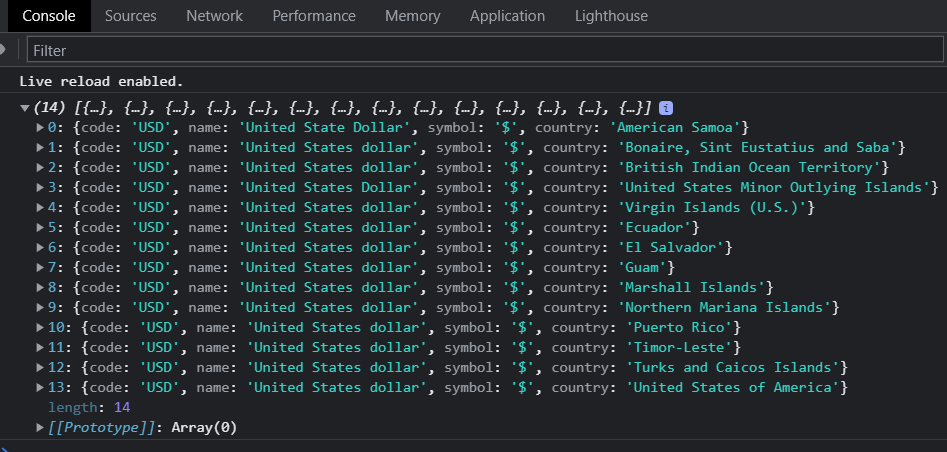 Console Sources Network Performance Memory Application Lighthouse
Filter
Live reload enabled.
(14) [{…}, {…}, {…}, {…}, {…}, {…}, {…}, {…}, {…}, {…}, {…}, {…}, {…}, {…}] i
0: {code: 'USD', name: 'United State Dollar', symbol: '$', country: 'American Samoa'}
1: {code: 'USD', name: 'United States dollar', symbol: '$', country: 'Bonaire, Sint Eustatius and Saba'}
2: {code: 'USD', name: 'United States dollar', symbol: '$', country: 'British Indian Ocean Territory'}
3: {code: 'USD', name: 'United States Dollar', symbol: '$', country: 'United States Minor Outlying Islands'}
4: {code: 'USD', name: 'United States dollar', symbol: '$', country: 'Virgin Islands (U.S.)'}
5: {code: 'USD', name: 'United States dollar', symbol: '$', country: 'Ecuador'}
6: {code: 'USD', name: 'United States dollar', symbol: '$', country: 'El Salvador'}
7: {code: 'USD', name: 'United States dollar', symbol: '$', country: 'Guam'}
8: {code: 'USD', name: 'United States dollar', symbol: '$', country: 'Marshall Islands'}
9: {code: 'USD', name: 'United States dollar', symbol: '$', country: 'Northern Mariana Islands'}
10: {code: 'USD', name: 'United States dollar', symbol: '$', country: 'Puerto Rico'}
11: {code: 'USD', name: 'United States dollar', symbol: '$', country: 'Timor-Leste'}
12: {code: 'USD', name: 'United States dollar', symbol: '$', country: 'Turks and Caicos Islands'}
13: {code: 'USD', name: 'United States dollar', symbol: '$', country: 'United States of America'}
length: 14
[[Prototype]]: Array(0)